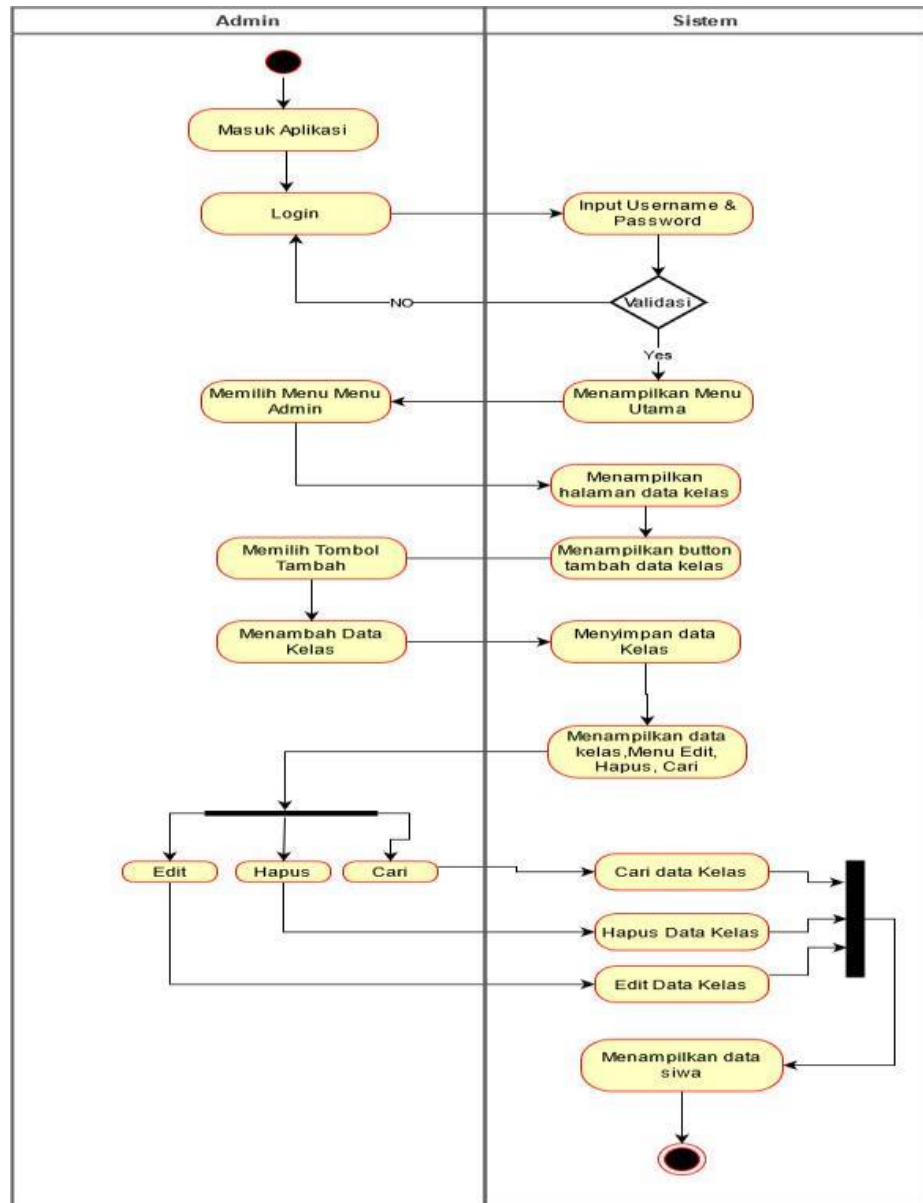 Admin
Sistem
Masuk Aplikasi
Login
Input Username &
Password
Validasi
NO
Yes
Memilih Menu Menu
Admin
Menampilkan Menu
Utama
Menampilkan
halaman data kelas
Memilih Tombol
Tambah
Menampilkan button
tambah data kelas
Menambah Data
Kelas
Menyimpan data
Kelas
Menampilkan data
kelas,Menu Edit,
Hapus, Cari
Edit
Hapus
Cari
Cari data Kelas
Hapus Data Kelas
Edit Data Kelas
Menampilkan data
siwa